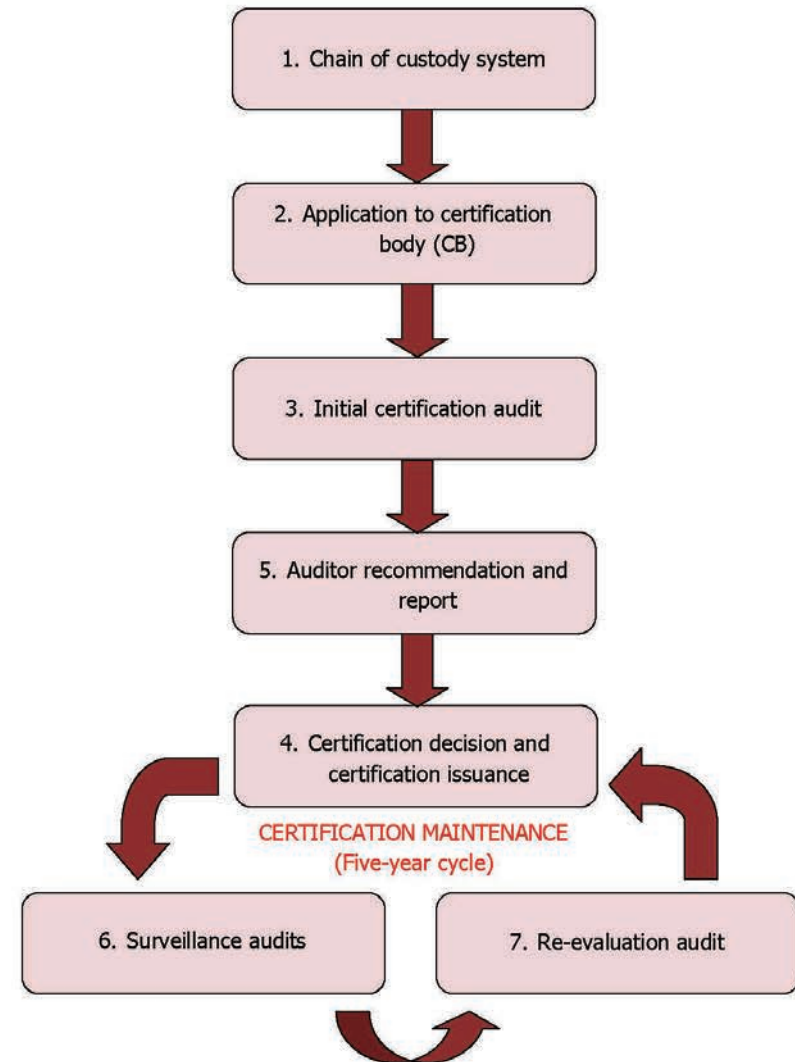 1. Chain of custody system
2. Application to certification
body (CB)
3. Initial certification audit
5. Auditor recommendation and
report
4. Certification decision and
certification issuance
CERTIFICATION MAINTENANCE
(Five-year cycle)
6. Surveillance audits
7. Re-evaluation audit